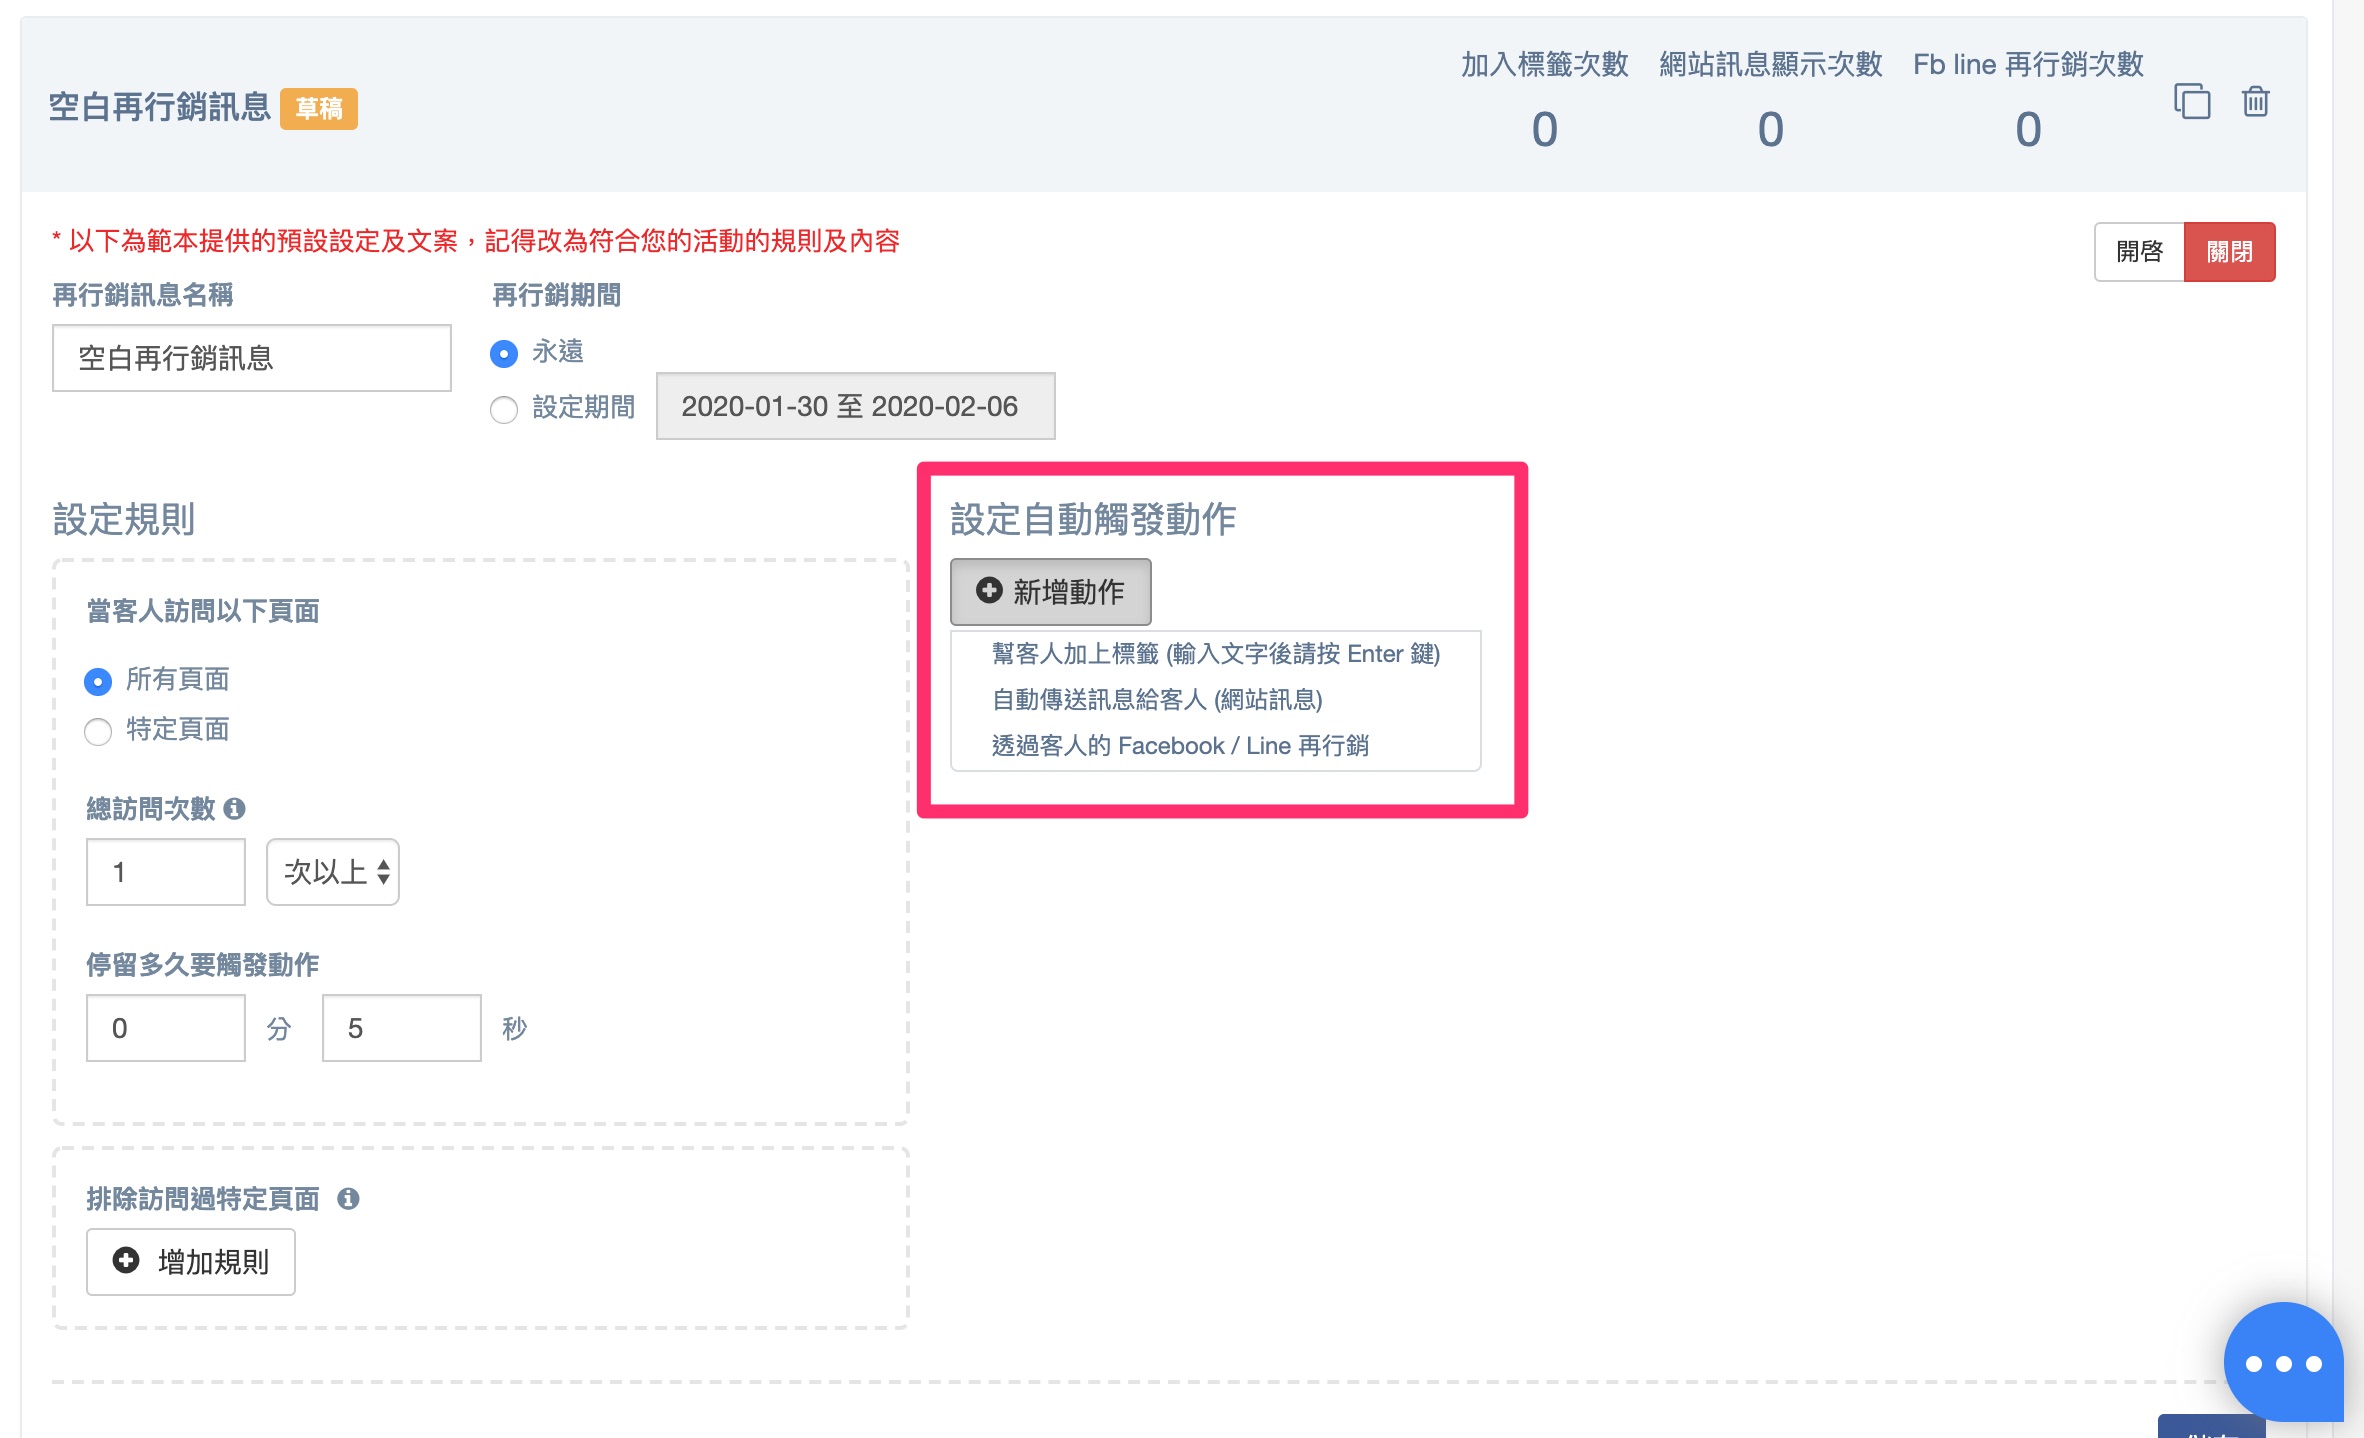 空白再行銷訊息 草稿
加入標籤次數 網站訊息顯示次數 Fb line 再行銷次數
0 0 0
* 以下為範本提供的預設設定及文案，記得改為符合您的活動的規則及內容
開啓 關閉
再行銷訊息名稱
空白再行銷訊息
再行銷期間
永遠
設定期間 2020-01-30 至 2020-02-06
設定規則
當客人訪問以下頁面
所有頁面
特定頁面
總訪問次數
1 次以上
停留多久要觸發動作
0 分 5 秒
排除訪問過特定頁面
增加規則
設定自動觸發動作
新增動作
幫客人加上標籤 (輸入文字後請按 Enter 鍵)
自動傳送訊息給客人 (網站訊息)
透過客人的 Facebook / Line 再行銷